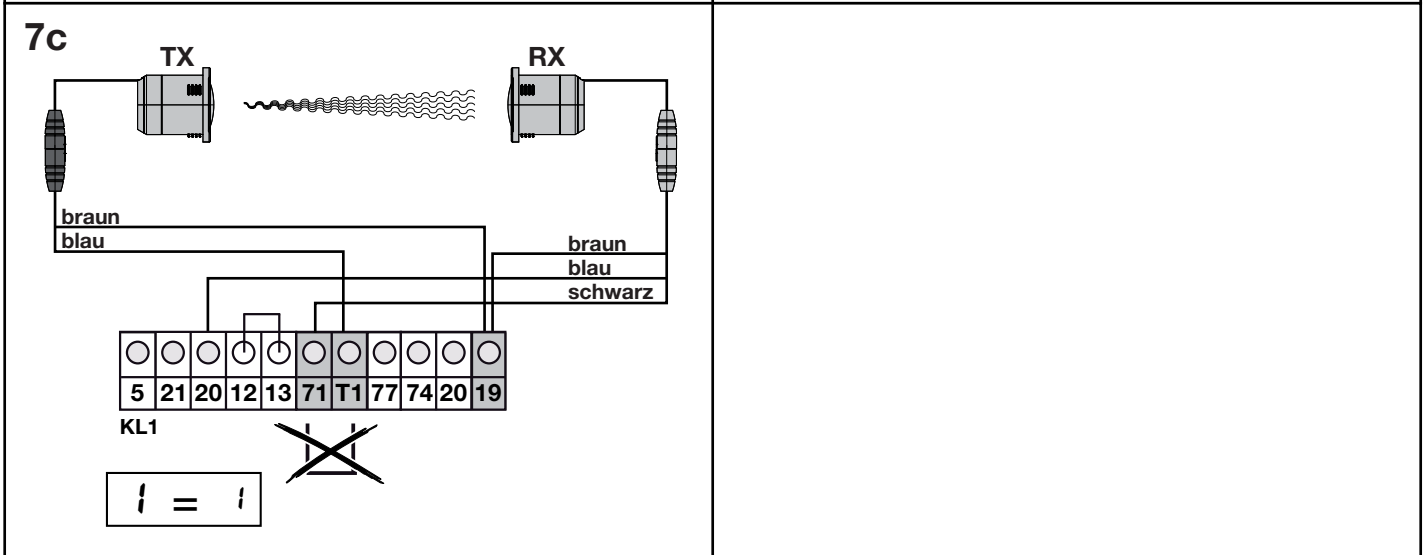 7c
TX RX
braun
blau
braun
blau
schwarz
5 21 20 12 13 71 T1 77 74 20 19
KL1
1 = 1